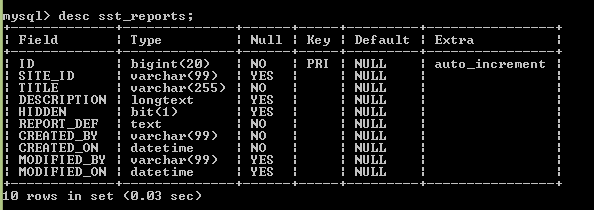 mysql> desc sst_reports;
+-------------+--------------+------+-----+---------+----------------+
| Field       | Type         | Null | Key | Default | Extra          |
+-------------+--------------+------+-----+---------+----------------+
| ID          | bigint(20)   | NO   | PRI | NULL    | auto_increment |
| SITE_ID     | varchar(99)  | YES  |     | NULL    |                |
| TITLE       | varchar(255) | NO   |     | NULL    |                |
| DESCRIPTION | longtext     | YES  |     | NULL    |                |
| HIDDEN      | bit(1)       | YES  |     | NULL    |                |
| REPORT_DEF  | text         | NO   |     | NULL    |                |
| CREATED_BY  | varchar(99)  | NO   |     | NULL    |                |
| CREATED_ON  | datetime     | NO   |     | NULL    |                |
| MODIFIED_BY | varchar(99)  | YES  |     | NULL    |                |
| MODIFIED_ON | datetime     | YES  |     | NULL    |                |
+-------------+--------------+------+-----+---------+----------------+
10 rows in set (0.03 sec)